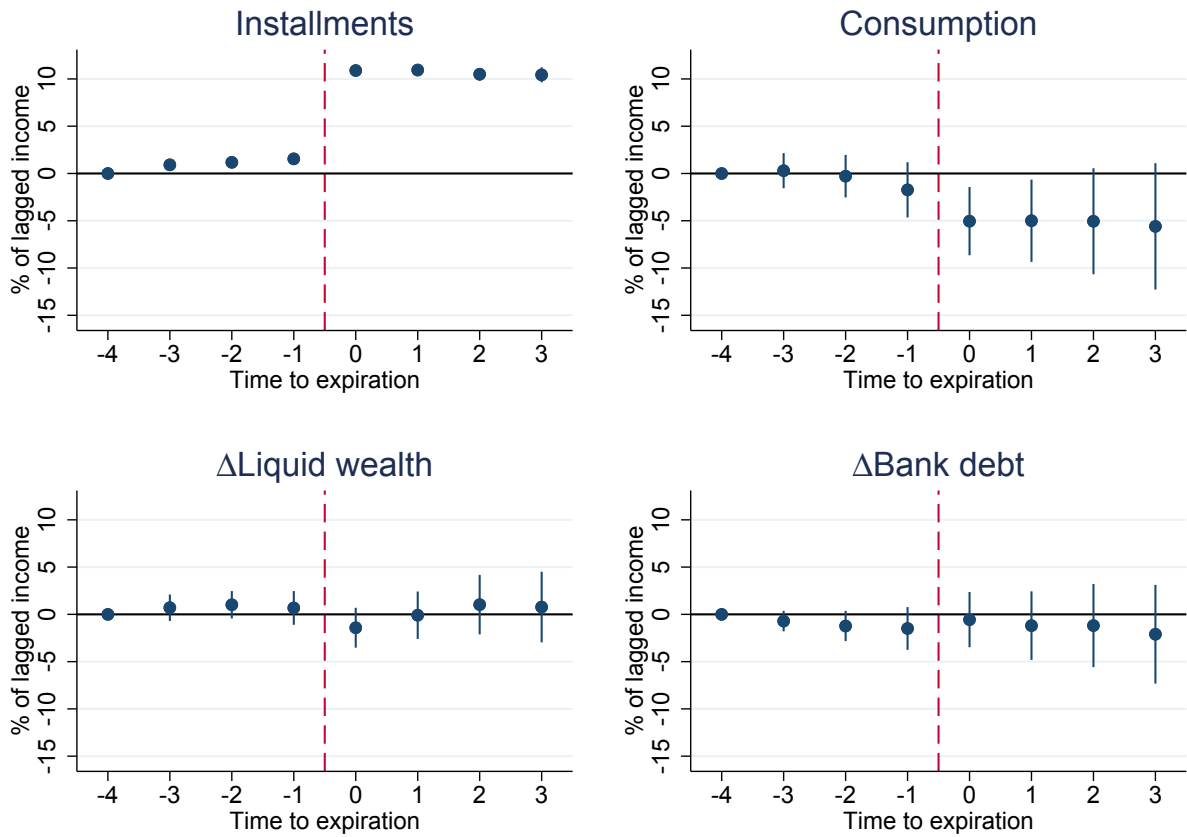 Installments
% of lagged income
10
5
0
-5
-10
-15
-4 -3 -2 -1 0 1 2 3
Time to expiration
Consumption
% of lagged income
10
5
0
-5
-10
-15
-4 -3 -2 -1 0 1 2 3
Time to expiration
ΔLiquid wealth
% of lagged income
10
5
0
-5
-10
-15
-4 -3 -2 -1 0 1 2 3
Time to expiration
ΔBank debt
% of lagged income
10
5
0
-5
-10
-15
-4 -3 -2 -1 0 1 2 3
Time to expiration